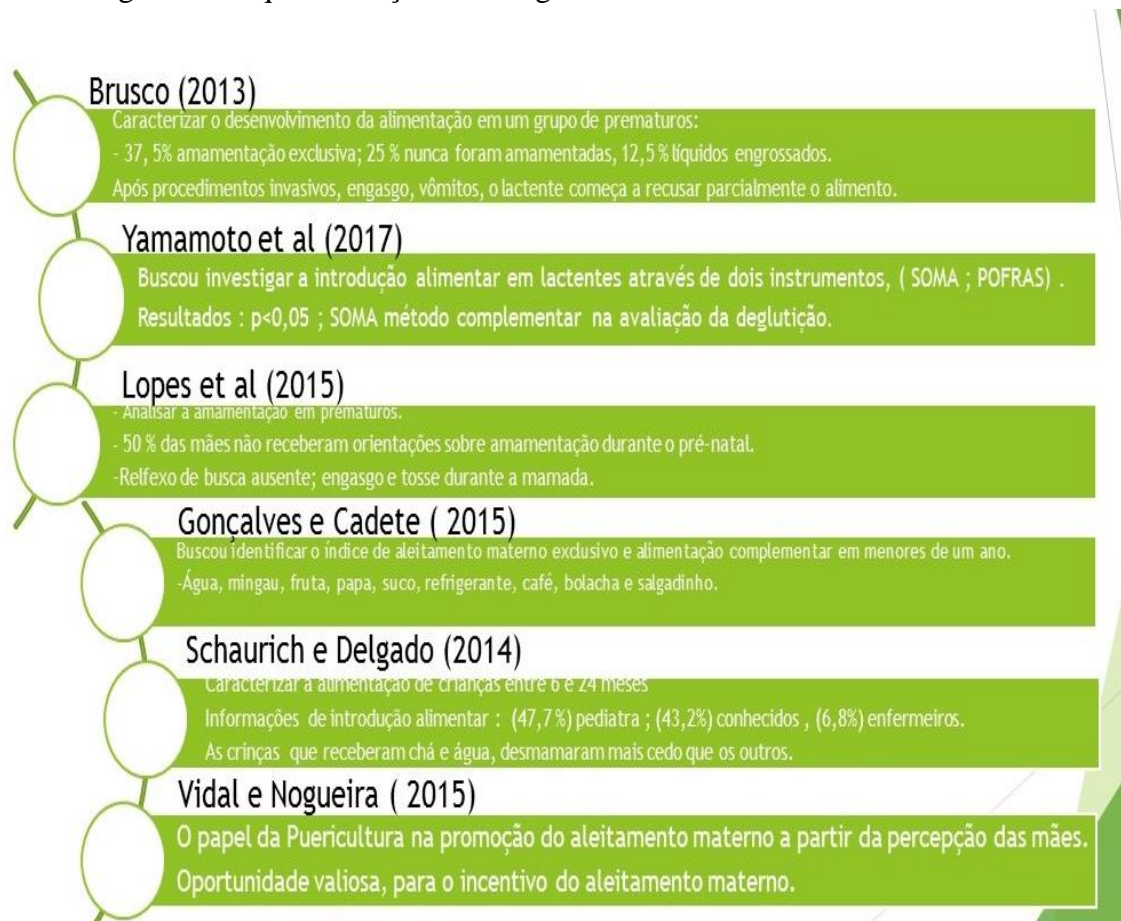 Brusco (2013)
Caracterizar o desenvolvimento da alimentação em um grupo de prematuros:
- 37, 5% amamentação exclusiva; 25 % nunca foram amamentadas, 12,5 % líquidos engrossados.
Após procedimentos invasivos, engasgo, vômitos, o lactente começa a recusar parcialmente o alimento.
Yamamoto et al (2017)
Buscou investigar a introdução alimentar em lactentes através de dois instrumentos, ( SOMA ; POFRAS) .
Resultados : p<0,05 ; SOMA método complementar na avaliação da deglutição.
Lopes et al (2015)
- Analisar a amamentação em prematuros.
- 50 % das mães não receberam orientações sobre amamentação durante o pré-natal.
-Relfexo de busca ausente; engasgo e tosse durante a mamada.
Gonçalves e Cadete ( 2015)
Buscou identificar o índice de aleitamento materno exclusivo e alimentação complementar em menores de um ano.
-Água, mingau, fruta, papa, suco, refrigerante, café, bolacha e salgadinho.
Schaurich e Delgado (2014)
Caracterizar a alimentação de crianças entre 6 e 24 meses
Informações de introdução alimentar : (47,7%) pediatra ; (43,2%) conhecidos , (6,8%) enfermeiros.
As crinças que receberam chá e água, desmamaram mais cedo que os outros.
Vidal e Nogueira ( 2015)
O papel da Puericultura na promoção do aleitamento materno a partir da percepção das mães.
Oportunidade valiosa, para o incentivo do aleitamento materno.